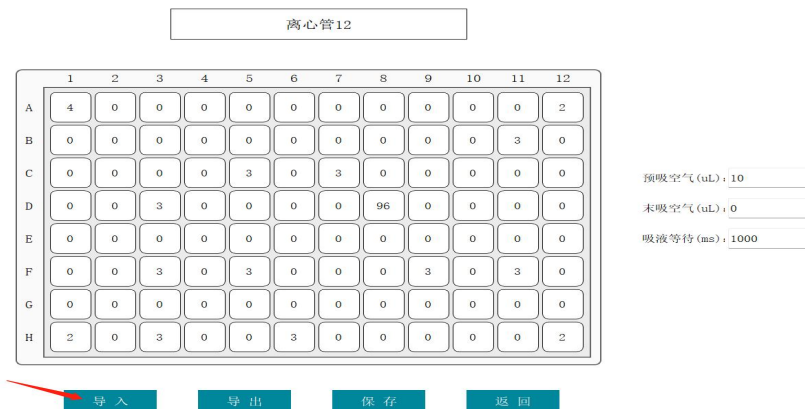 离心管12
1 2 3 4 5 6 7 8 9 10 11 12
A 4 0 0 0 0 0 0 0 0 0 0 2
B 0 0 0 0 0 0 0 0 0 0 3 0
C 0 0 0 0 3 0 3 0 0 0 0 0
D 0 0 3 0 0 0 0 96 0 0 0 0
E 0 0 0 0 0 0 0 0 0 0 0 0
F 0 0 3 0 3 0 0 0 3 0 3 0
G 0 0 0 0 0 0 0 0 0 0 0 0
H 2 0 3 0 0 3 0 0 0 0 0 2
预吸空气(uL): 10
末吸空气(uL): 0
吸液等待(ms): 1000
导入 导出 保存 返回